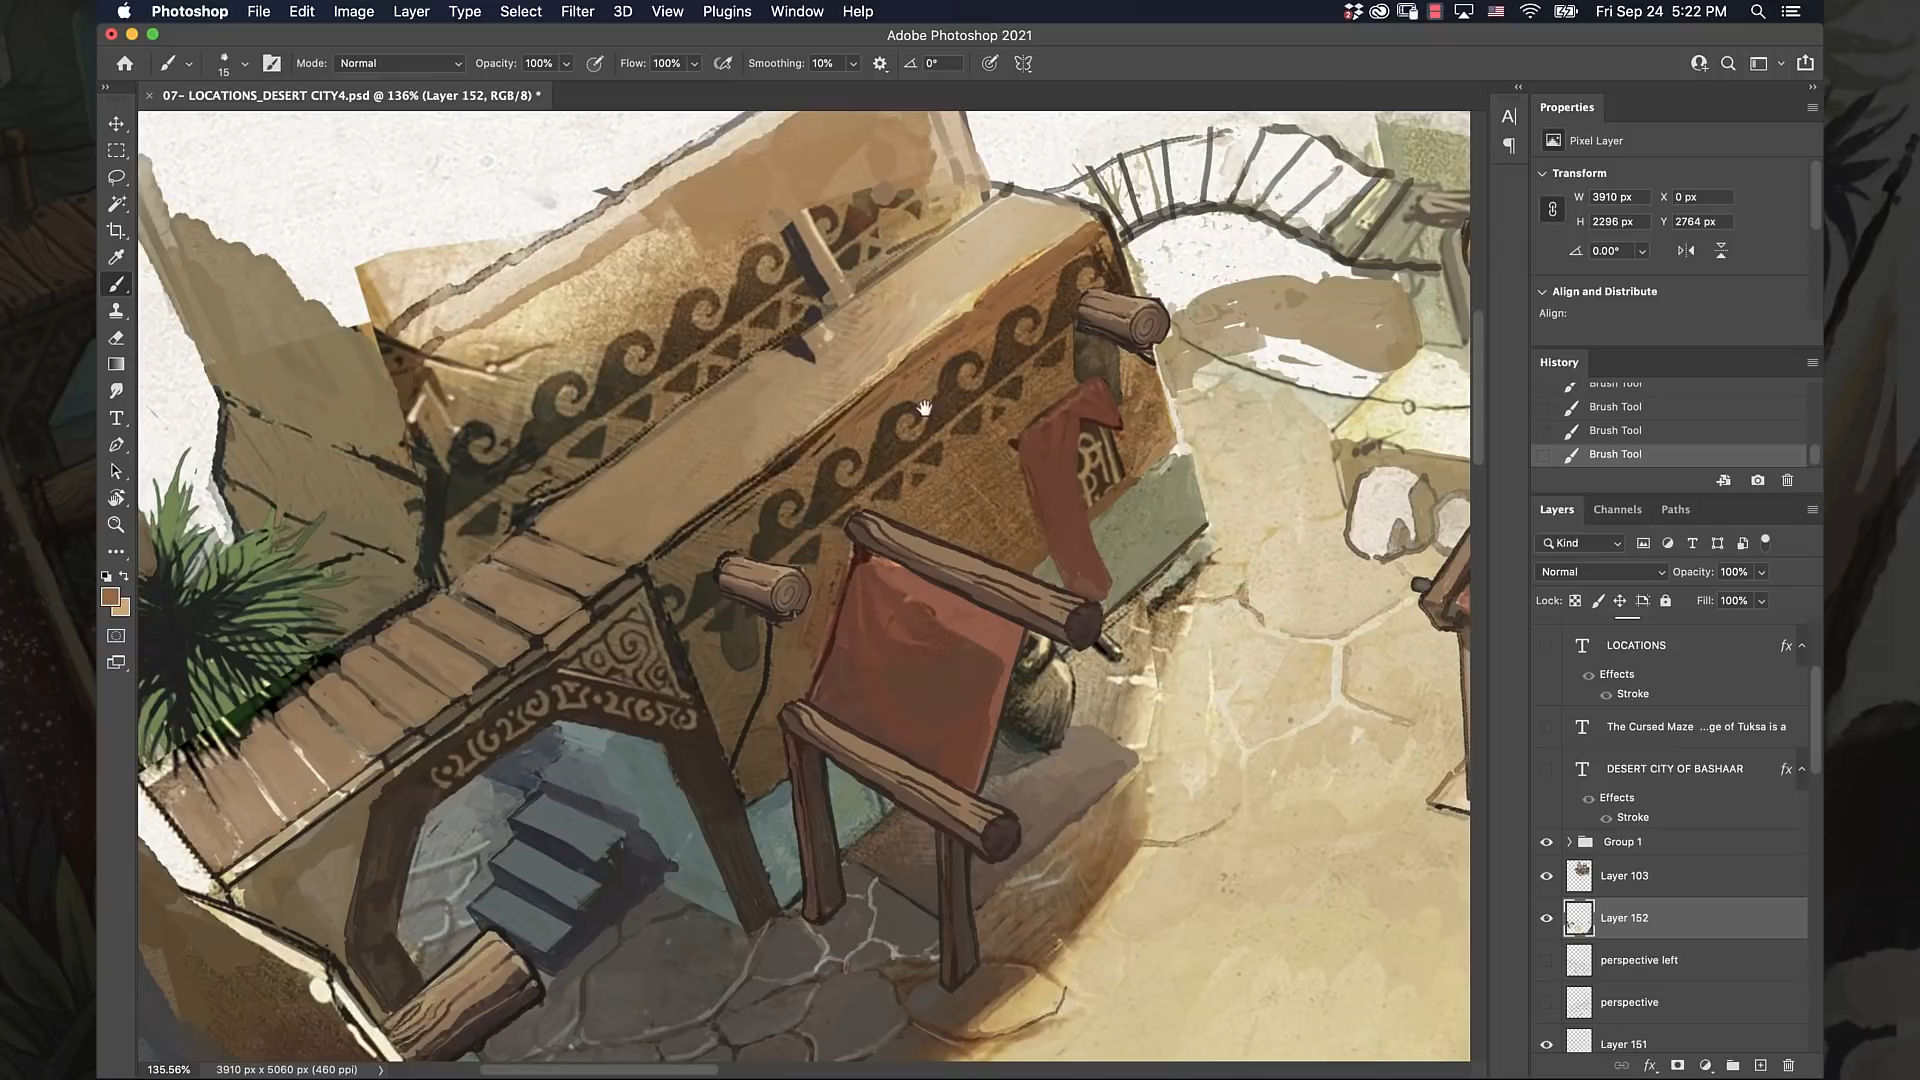 Photoshop File Edit Image Layer Type Select Filter 3D View Plugins Window Help Fri Sep 24 5:22 PM
Adobe Photoshop 2021
15 Mode: Normal Opacity: 100% Flow: 100% Smoothing: 10% 0°
07- LOCATIONS_DESERT CITY4.psd @ 136% (Layer 152, RGB/8) *
Properties
Pixel Layer
Transform
W 3910 px X 0 px
H 2296 px Y 2764 px
0.00°
Align and Distribute
Align:
History
Brush Tool
Brush Tool
Brush Tool
Brush Tool
Layers Channels Paths
Kind
Normal Opacity: 100%
Lock: Fill: 100%
LOCATIONS fx
Effects
Stroke
The Cursed Maze ...ge of Tuksa is a
DESERT CITY OF BASHAAR fx
Effects
Stroke
Group 1
Layer 103
Layer 152
perspective left
perspective
Layer 151
fx
135.56% 3910 px x 5060 px (460 ppi)